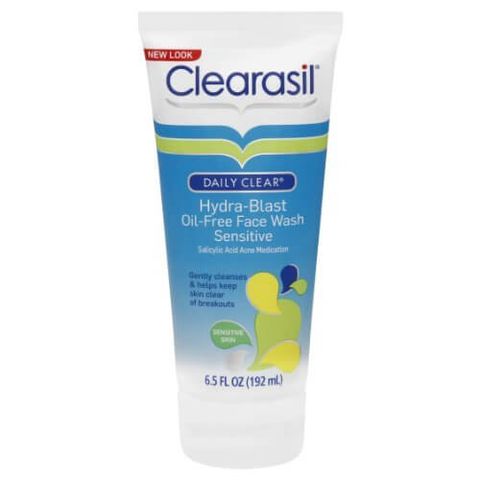 NEW LOOK
Clearasil™
DAILY CLEAR®
Hydra-Blast
Oil-Free Face Wash
Sensitive
Salicylic Acid Acne Medication
Gently cleanses
& helps keep
skin clear
of breakouts
SENSITIVE
SKIN
6.5 FL OZ (192 mL)